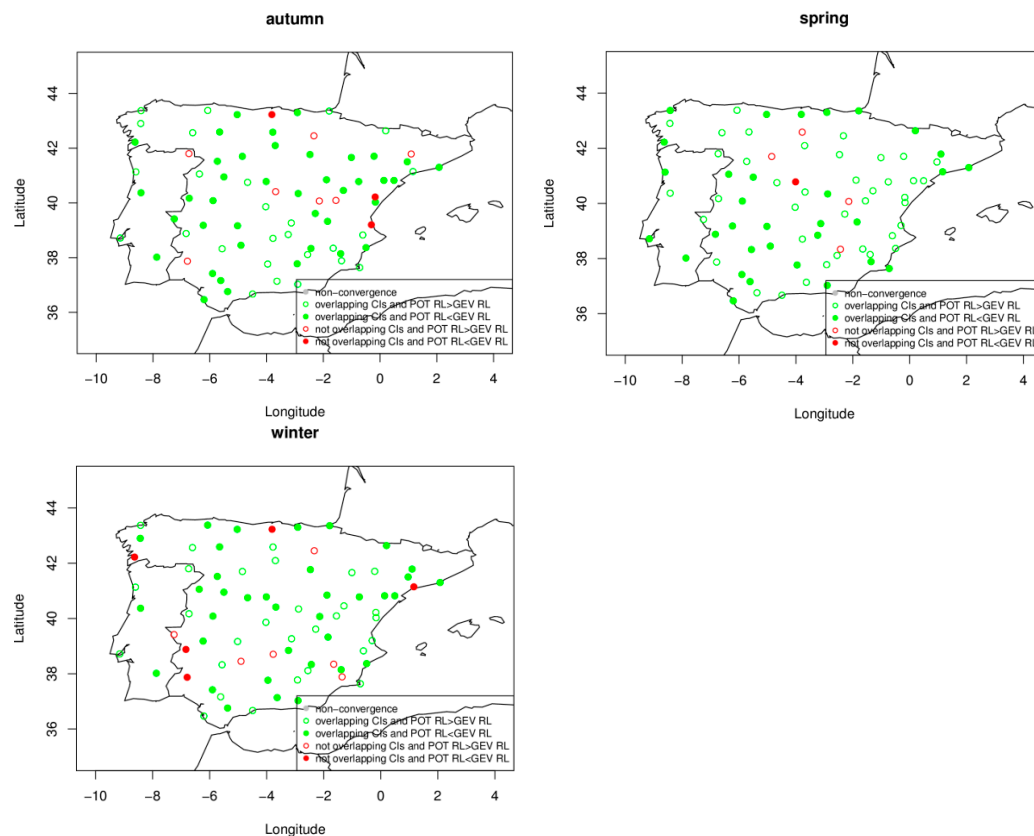 autumn
44
42
40
38
36
Latitude
non−convergence
overlapping CIs and POT RL>GEV RL
overlapping CIs and POT RL<GEV RL
not overlapping CIs and POT RL>GEV RL
not overlapping CIs and POT RL<GEV RL
−10 −8 −6 −4 −2 0 2 4
Longitude
spring
44
42
40
38
36
Latitude
non−convergence
overlapping CIs and POT RL>GEV RL
overlapping CIs and POT RL<GEV RL
not overlapping CIs and POT RL>GEV RL
not overlapping CIs and POT RL<GEV RL
−10 −8 −6 −4 −2 0 2 4
Longitude
winter
44
42
40
38
36
Latitude
non−convergence
overlapping CIs and POT RL>GEV RL
overlapping CIs and POT RL<GEV RL
not overlapping CIs and POT RL>GEV RL
not overlapping CIs and POT RL<GEV RL
−10 −8 −6 −4 −2 0 2 4
Longitude